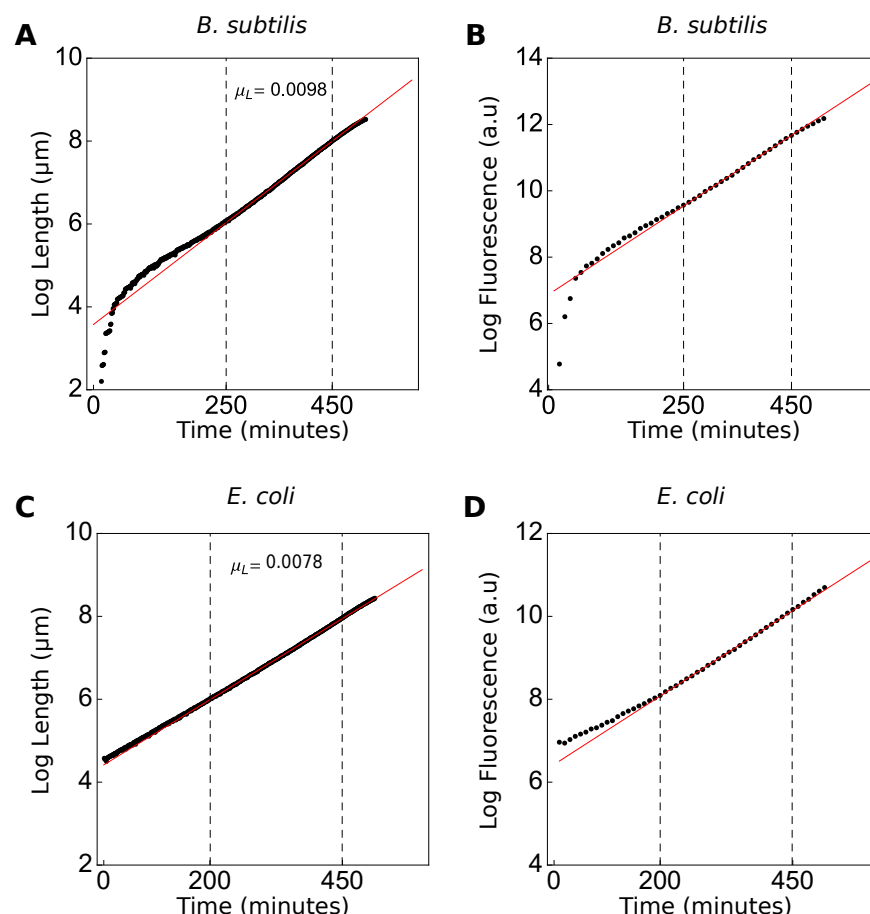 A
B. subtilis
10
8
6
4
2
0
250
450
μL= 0.0098
Log Length (μm)
Time (minutes)
B
B. subtilis
14
12
10
8
6
4
0
250
450
Log Fluorescence (a.u)
Time (minutes)
C
E. coli
10
8
6
4
2
0
200
450
μL= 0.0078
Log Length (μm)
Time (minutes)
D
E. coli
12
10
8
6
4
0
200
450
Log Fluorescence (a.u)
Time (minutes)